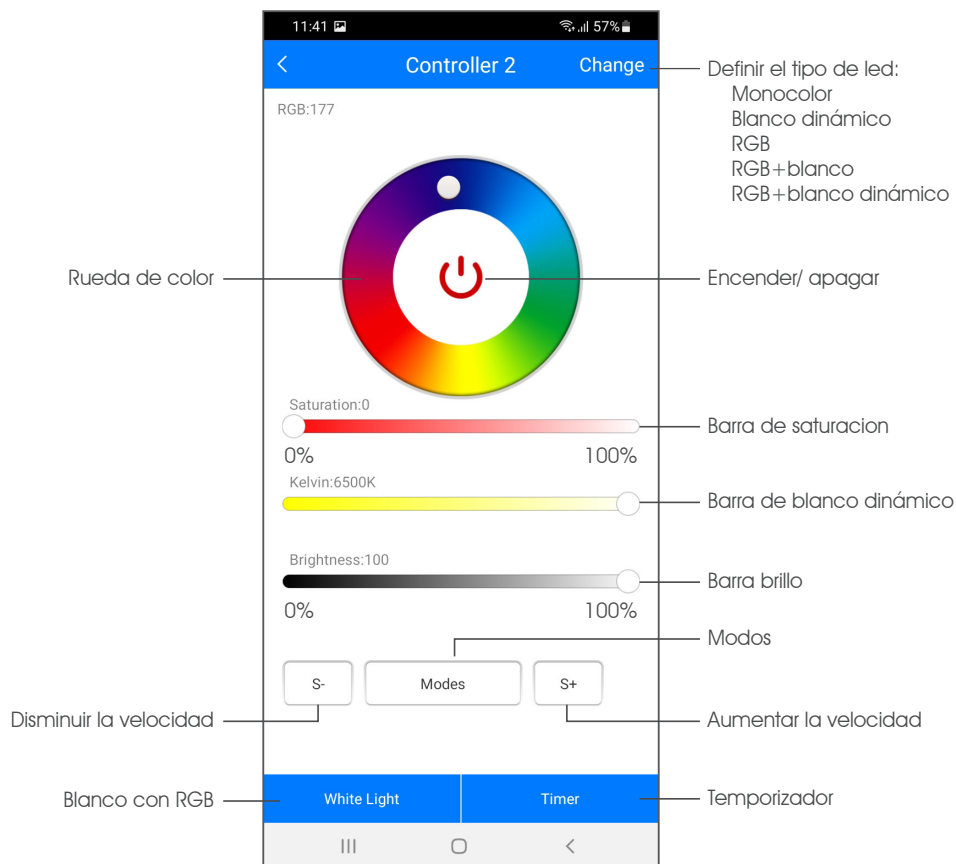 11:41 57%
Controller 2 Change
Definir el tipo de led:
Monocolor
Blanco dinámico
RGB
RGB+blanco
RGB+blanco dinámico
RGB:177
Rueda de color
Encender/ apagar
Saturation:0
Barra de saturacion
0% 100%
Kelvin:6500K
Barra de blanco dinámico
Brightness:100
Barra brillo
0% 100%
Modos
S- Modes S+
Disminuir la velocidad
Aumentar la velocidad
Blanco con RGB
White Light Timer
Temporizador